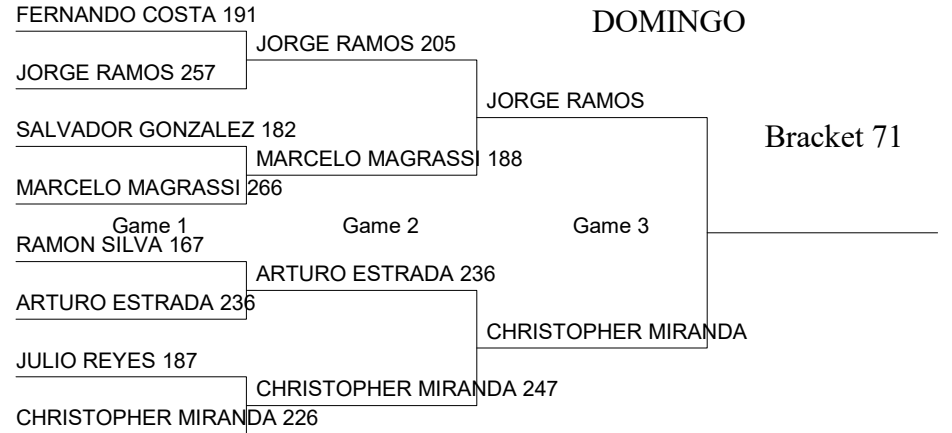 FERNANDO COSTA 191
DOMINGO
JORGE RAMOS 205
JORGE RAMOS 257
JORGE RAMOS
SALVADOR GONZALEZ 182
Bracket 71
MARCELO MAGRASSI 188
MARCELO MAGRASSI 266
Game 1
Game 2
Game 3
RAMON SILVA 167
ARTURO ESTRADA 236
ARTURO ESTRADA 236
CHRISTOPHER MIRANDA
JULIO REYES 187
CHRISTOPHER MIRANDA 247
CHRISTOPHER MIRANDA 226